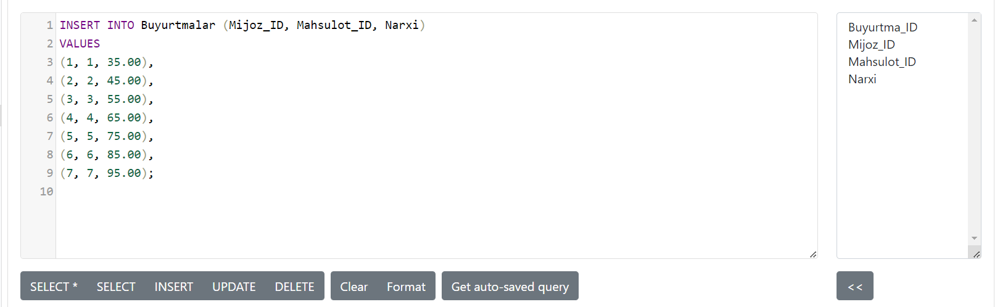 1 INSERT INTO Buyurtmalar (Mijoz_ID, Mahsulot_ID, Narxi)
2 VALUES
3 (1, 1, 35.00),
4 (2, 2, 45.00),
5 (3, 3, 55.00),
6 (4, 4, 65.00),
7 (5, 5, 75.00),
8 (6, 6, 85.00),
9 (7, 7, 95.00);
10
Buyurtma_ID
Mijoz_ID
Mahsulot_ID
Narxi
SELECT * SELECT INSERT UPDATE DELETE Clear Format Get auto-saved query <<